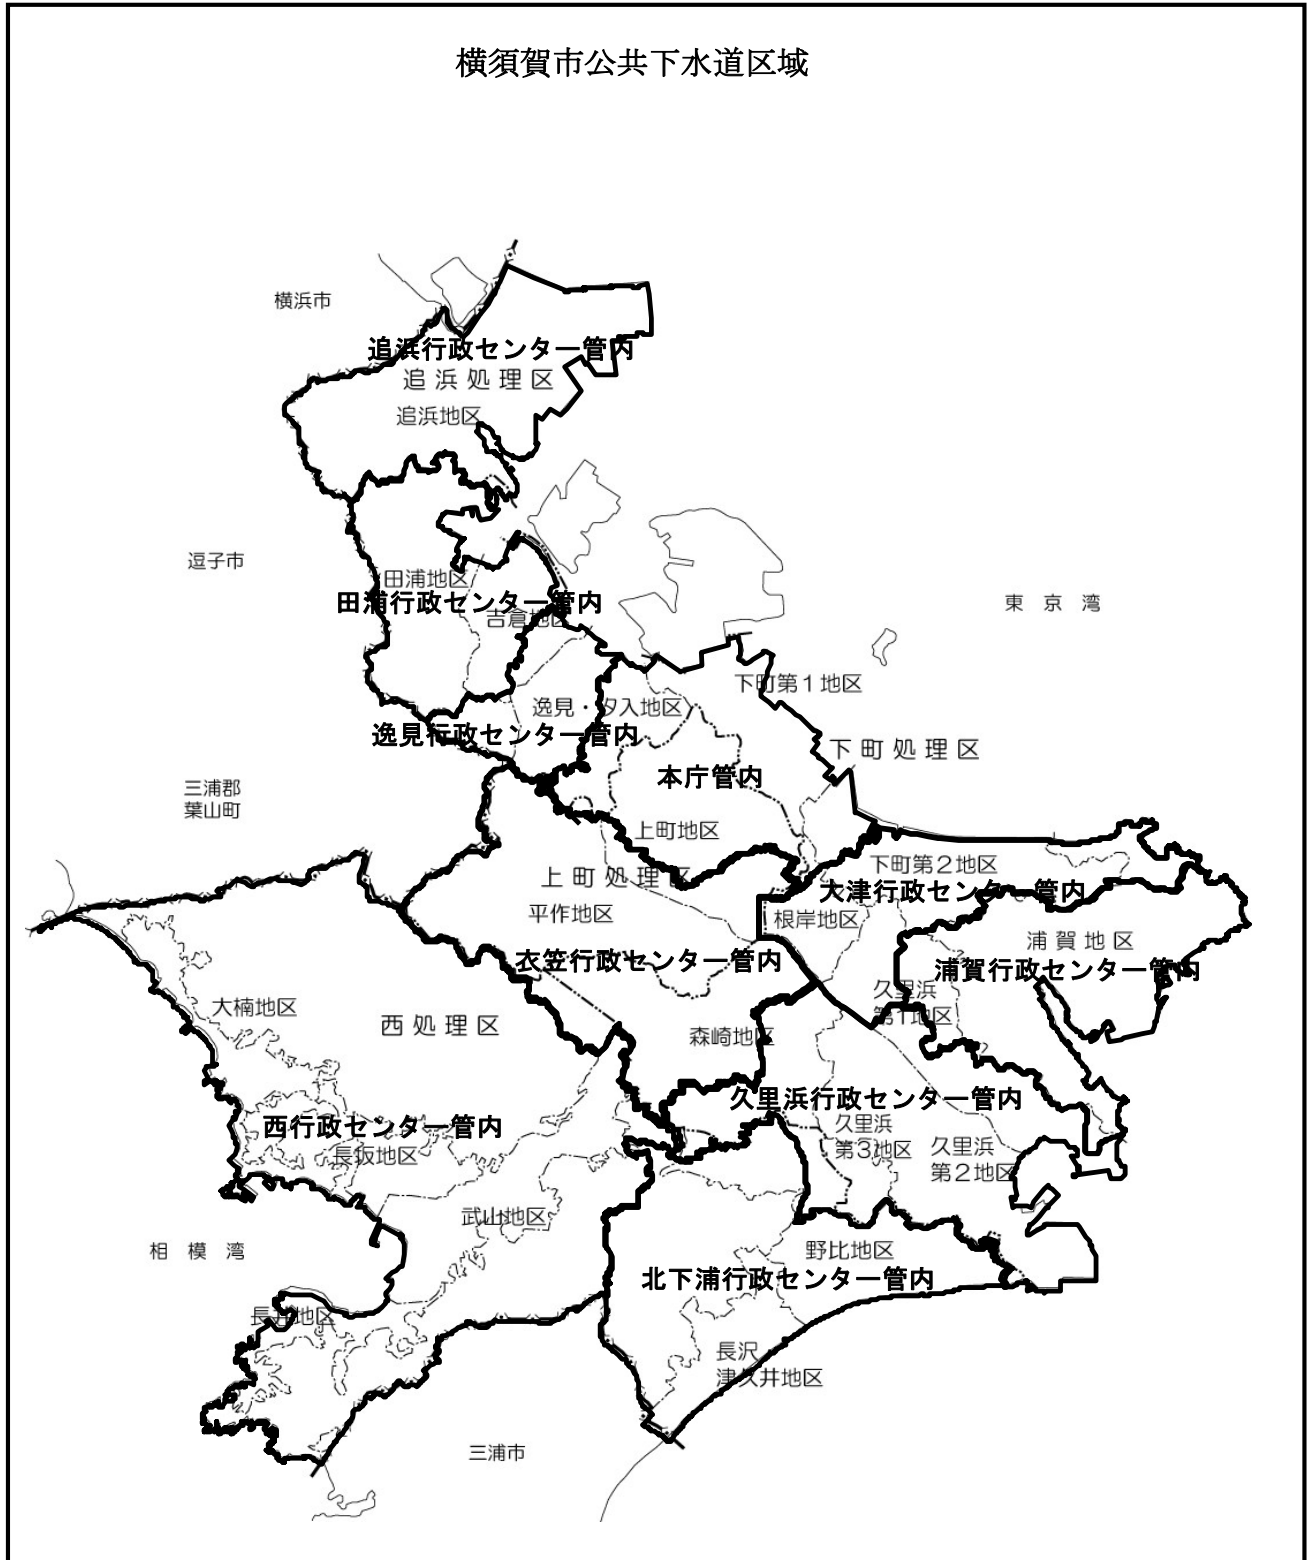 横須賀市公共下水道区域
横浜市
追浜行政センター管内
追浜処理区
追浜地区
逗子市
田浦地区
田浦行政センター管内
吉倉地区
東京湾
下町第1地区
逸見・汐入地区
逸見行政センター管内
下町処理区
本庁管内
三浦郡
葉山町
上町地区
下町第2地区
上町処理区
大津行政センター管内
平作地区
根岸地区
浦賀地区
衣笠行政センター管内
浦賀行政センター管内
久里浜
第1地区
大楠地区
西処理区
森崎地区
久里浜行政センター管内
西行政センター管内
久里浜
第3地区
久里浜
第2地区
長坂地区
武山地区
相模湾
野比地区
北下浦行政センター管内
長井地区
長沢
津久井地区
三浦市